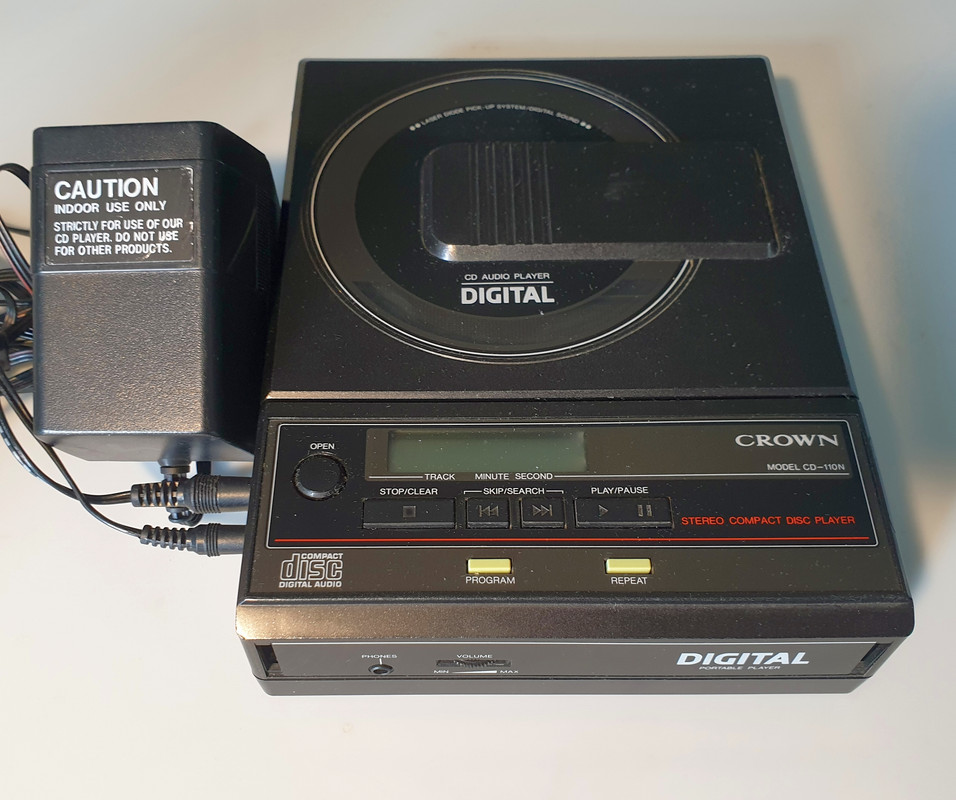 CAUTION
INDOOR USE ONLY
STRICTLY FOR USE OF OUR
CD PLAYER. DO NOT USE
FOR OTHER PRODUCTS.
LASER DIODE PICK-UP SYSTEM/DIGITAL SOUND
CD AUDIO PLAYER
DIGITAL
OPEN
CROWN
MODEL CD-110N
TRACK MINUTE SECOND
STOP/CLEAR SKIP/SEARCH PLAY/PAUSE
STEREO COMPACT DISC PLAYER
COMPACT
disc
DIGITAL AUDIO
PROGRAM REPEAT
PHONES VOLUME
MIN MAX
DIGITAL
PORTABLE PLAYER